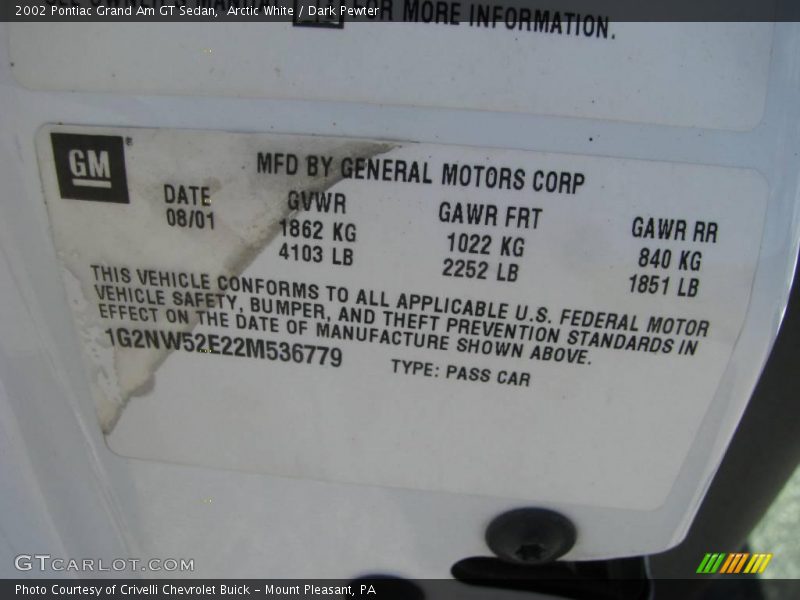 2002 Pontiac Grand Am GT Sedan, Arctic White / Dark Pewter
FOR MORE INFORMATION.
GM
MFD BY GENERAL MOTORS CORP
DATE GVWR GAWR FRT GAWR RR
08/01 1862 KG 1022 KG 840 KG
4103 LB 2252 LB 1851 LB
THIS VEHICLE CONFORMS TO ALL APPLICABLE U.S. FEDERAL MOTOR
VEHICLE SAFETY, BUMPER, AND THEFT PREVENTION STANDARDS IN
EFFECT ON THE DATE OF MANUFACTURE SHOWN ABOVE.
1G2NW52E22M536779 TYPE: PASS CAR
GTCARLOT.COM
Photo Courtesy of Crivelli Chevrolet Buick - Mount Pleasant, PA